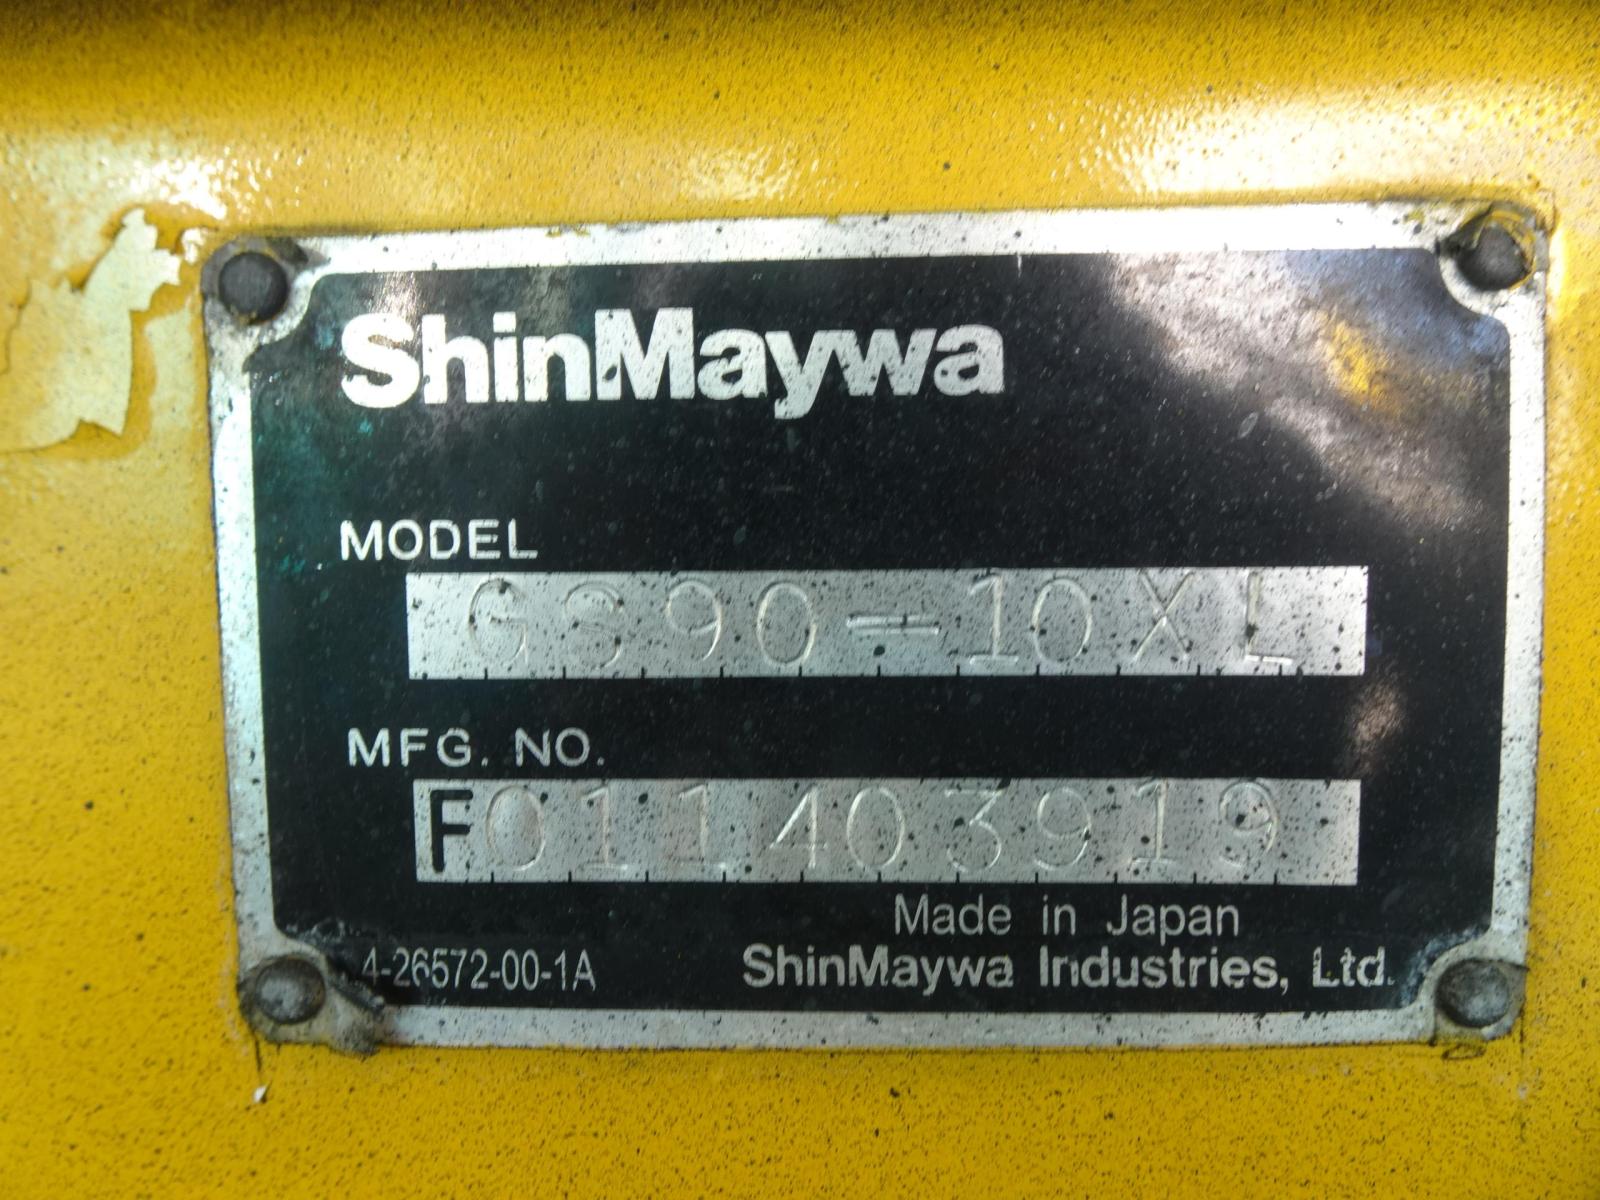 ShinMaywa
MODEL
GS90-10XL
MFG. NO.
F011403919
Made in Japan
4-26572-00-1A
ShinMaywa Industries, Ltd.